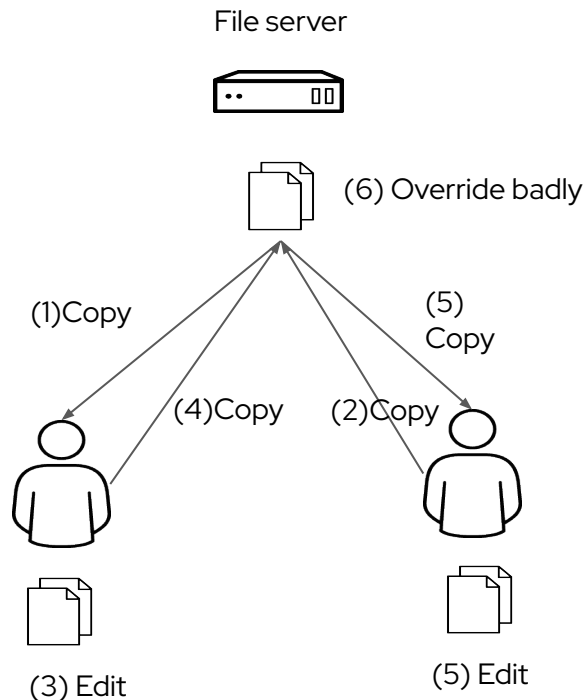 File server
(6) Override badly
(1)Copy
(5)
Copy
(4)Copy
(2)Copy
(3) Edit
(5) Edit